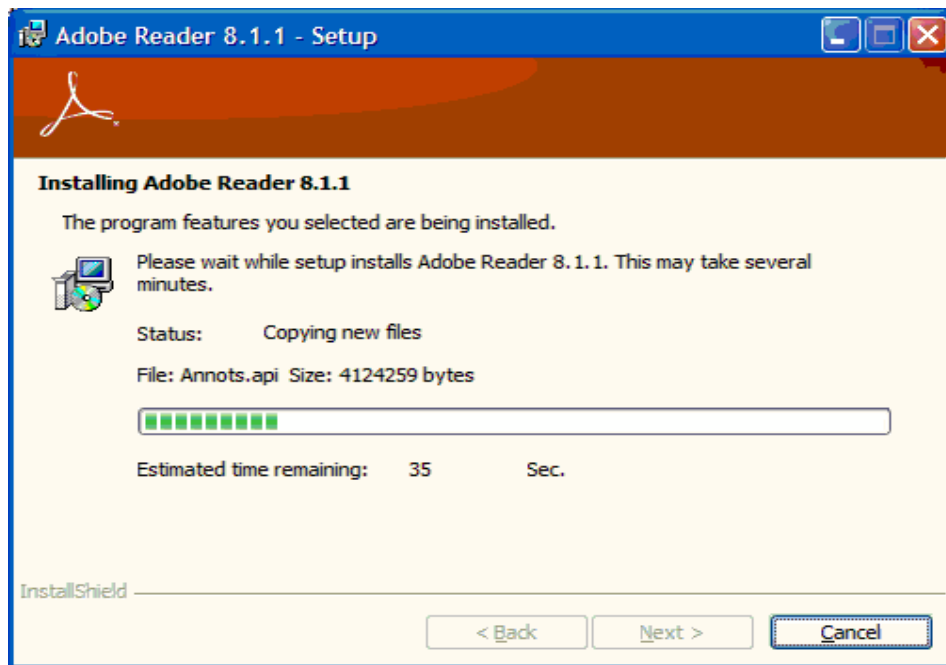 Adobe Reader 8.1.1 - Setup
Installing Adobe Reader 8.1.1
The program features you selected are being installed.
Please wait while setup installs Adobe Reader 8.1.1. This may take several
minutes.
Status: Copying new files
File: Annots.api Size: 4124259 bytes
Estimated time remaining: 35 Sec.
InstallShield
< Back Next > Cancel